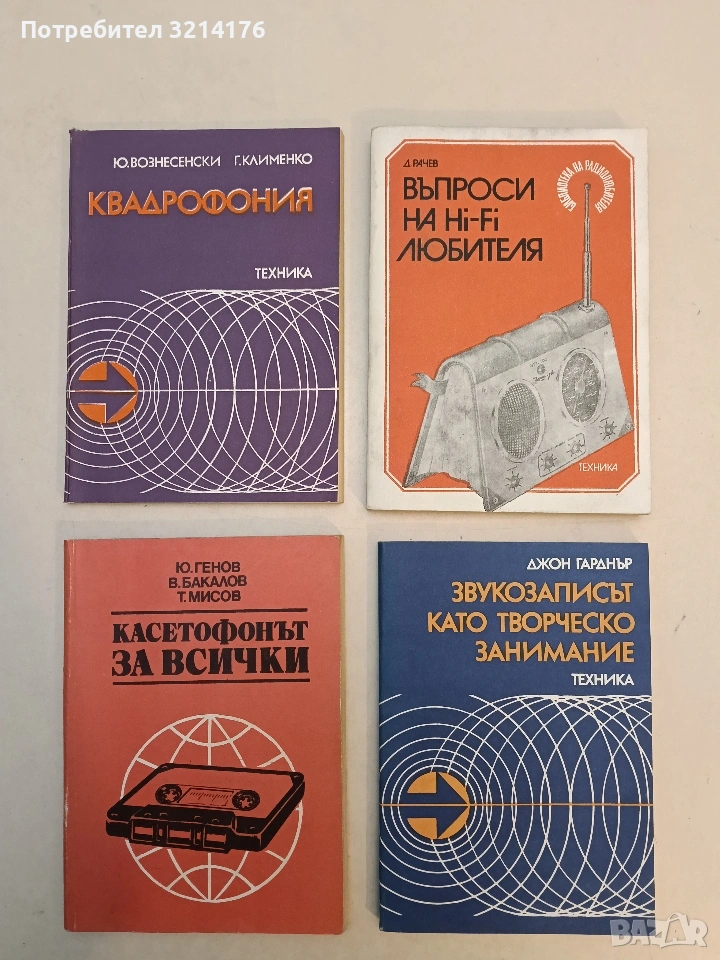 Потребител 3214176
Ю. ВОЗНЕСЕНСКИ Г. КЛИМЕНКО
КВАДРОФОНИЯ
ТЕХНИКА
Д. РАЧЕВ
ВЪПРОСИ
НА Hi-Fi
ЛЮБИТЕЛЯ
БИБЛИОТЕКА НА РАДИОЛЮБИТЕЛЯ
ТЕХНИКА
Ю. ГЕНОВ
В. БАКАЛОВ
Т. МИСОВ
КАСЕТОФОНЪТ
ЗА ВСИЧКИ
ДЖОН ГАРДНЪР
ЗВУКОЗАПИСЪТ
КАТО ТВОРЧЕСКО
ЗАНИМАНИЕ
ТЕХНИКА
BAZAR